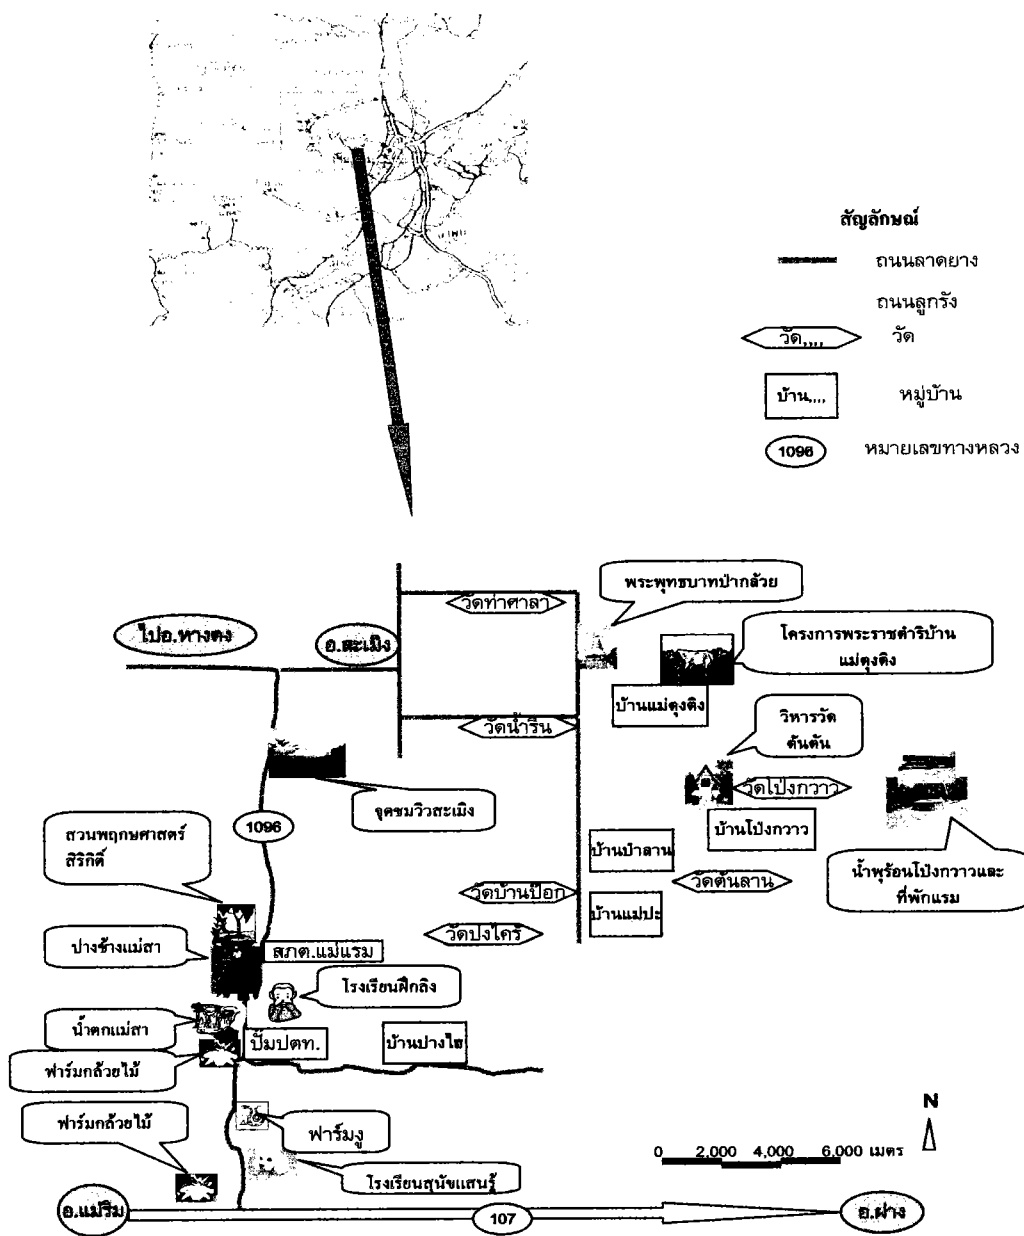 สัญลักษณ์
ถนนลาดยาง
ถนนลูกรัง
วัด,,,,
วัด
บ้าน,,,,
หมู่บ้าน
1096
หมายเลขทางหลวง
พระพุทธบาทป่ากล้วย
วัดท่าศาลา
ไปอ.หางดง
อ.สะเมิง
โครงการพระราชดำริบ้าน
แม่ตุงติง
บ้านแม่ตุงติง
วัดน้ำริน
วิหารวัด
ต้นตัน
วัดโป่งกวาว
จุดชมวิวสะเมิง
1096
บ้านโป่งกวาว
สวนพฤกษศาสตร์
สิริกิติ์
บ้านป่าลาน
น้ำพุร้อนโป่งกวาวและ
ที่พักแรม
วัดต้นลาน
วัดบ้านป๊อก
บ้านแม่ปะ
วัดปงไคร้
ปางช้างแม่สา
สภต.แม่แรม
โรงเรียนฝึกลิง
น้ำตกแม่สา
ปั๊มปตท.
บ้านปางไฮ
ฟาร์มกล้วยไม้
ฟาร์มกล้วยไม้
ฟาร์มงู
N
0 2,000 4,000 6,000 เมตร
โรงเรียนสุนัขแสนรู้
อ.แม่ริม
107
อ.ฝาง